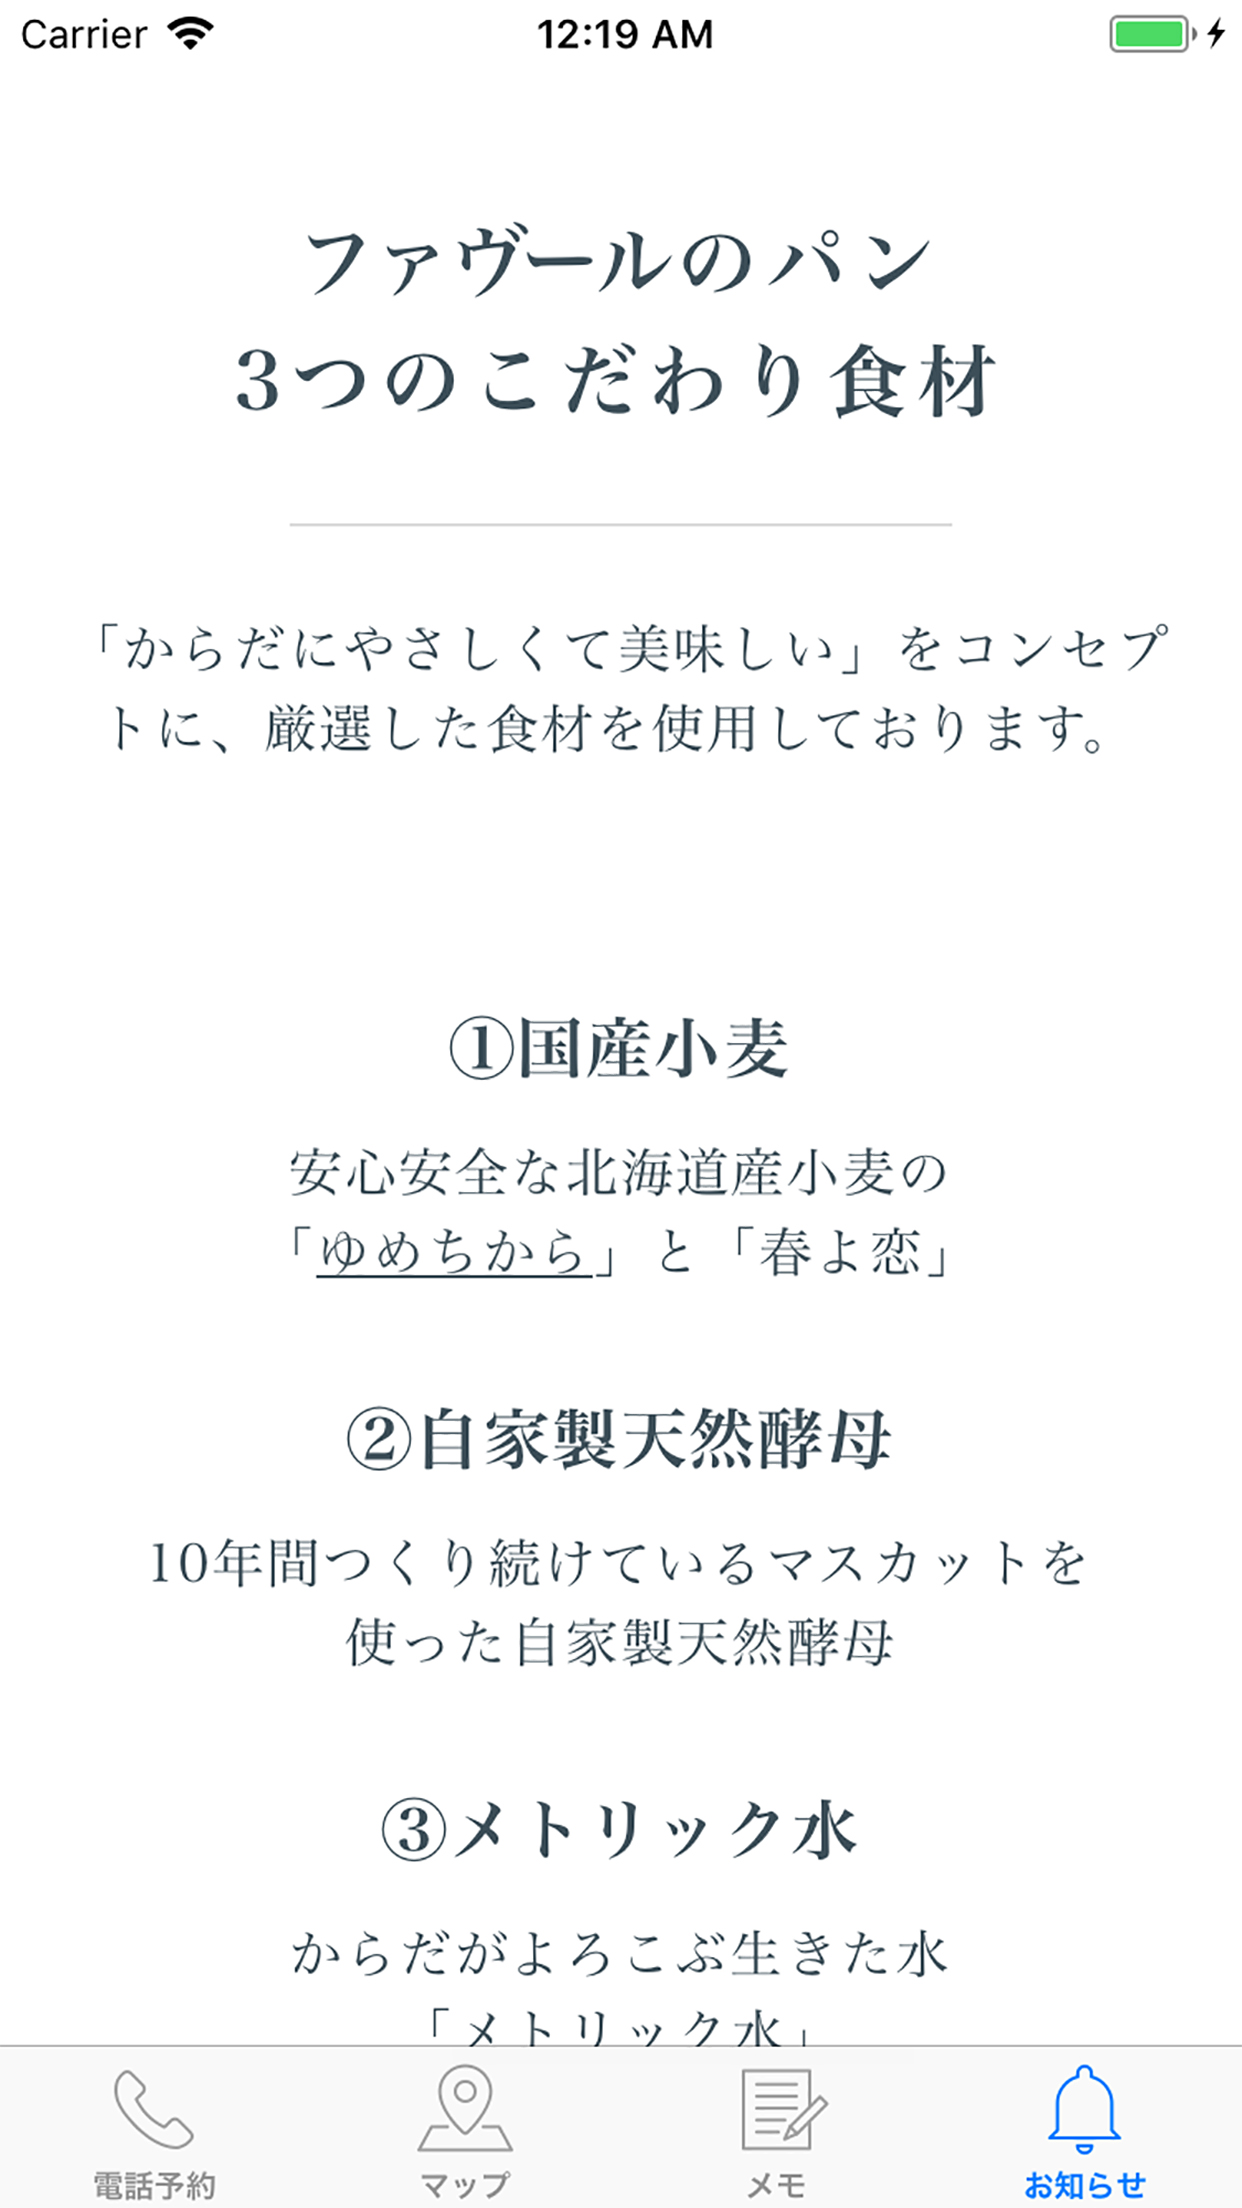 Carrier 12:19 AM
ファヴールのパン
3つのこだわり食材
「からだにやさしくて美味しい」をコンセプ
トに、厳選した食材を使用しております。
①国産小麦
安心安全な北海道産小麦の
「ゆめちから」と「春よ恋」
②自家製天然酵母
10年間つくり続けているマスカットを
使った自家製天然酵母
③メトリック水
からだがよろこぶ生きた水
「メトリック水」
電話予約 マップ メモ お知らせ